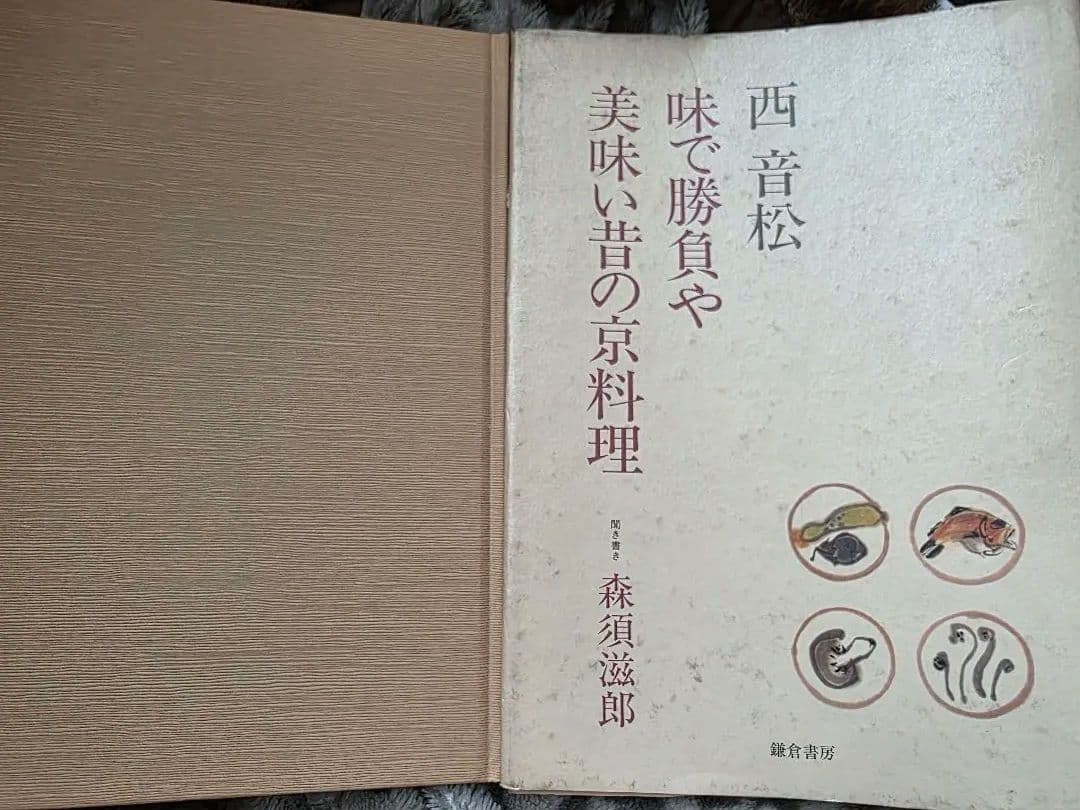 西 音松
味で勝負や
美味い昔の京料理
聞き書き 森須滋郎
鎌倉書房